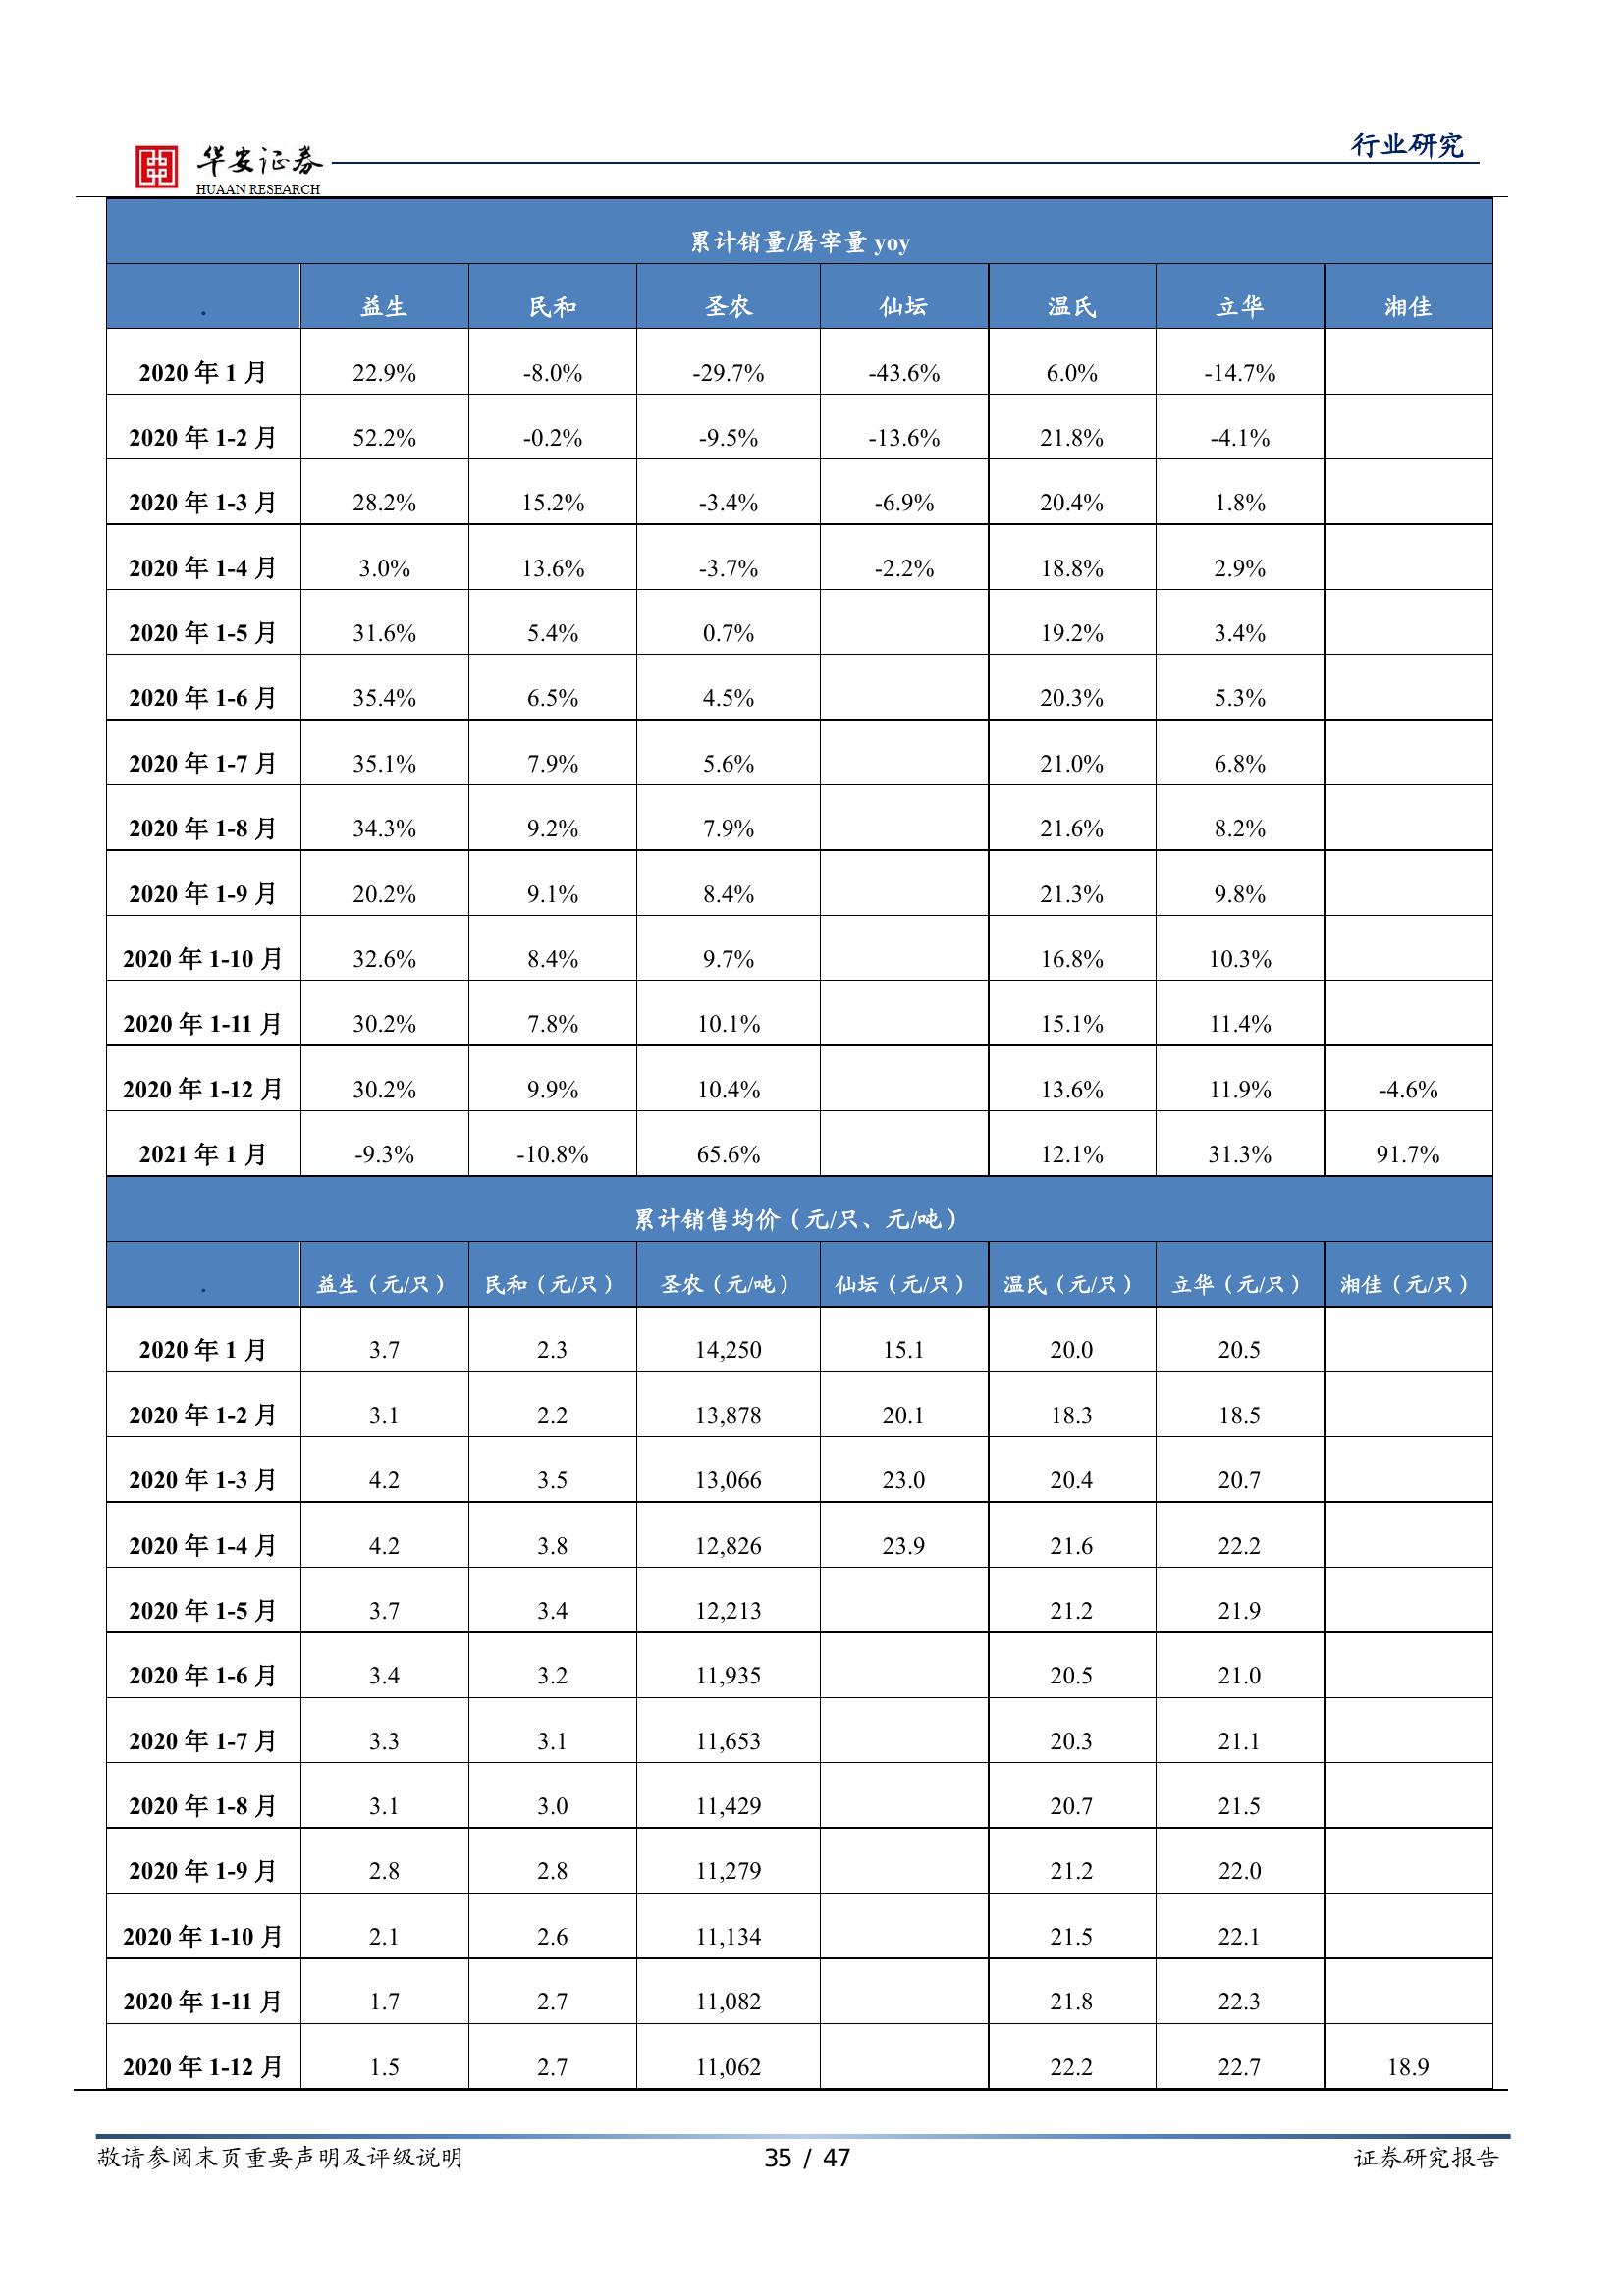 行业研究
华安证券
HUAAN RESEARCH
累计销量/屠宰量 yoy
. 益生 民和 圣农 仙坛 温氏 立华 湘佳
2020 年 1 月 22.9% -8.0% -29.7% -43.6% 6.0% -14.7%
2020 年 1-2 月 52.2% -0.2% -9.5% -13.6% 21.8% -4.1%
2020 年 1-3 月 28.2% 15.2% -3.4% -6.9% 20.4% 1.8%
2020 年 1-4 月 3.0% 13.6% -3.7% -2.2% 18.8% 2.9%
2020 年 1-5 月 31.6% 5.4% 0.7% 19.2% 3.4%
2020 年 1-6 月 35.4% 6.5% 4.5% 20.3% 5.3%
2020 年 1-7 月 35.1% 7.9% 5.6% 21.0% 6.8%
2020 年 1-8 月 34.3% 9.2% 7.9% 21.6% 8.2%
2020 年 1-9 月 20.2% 9.1% 8.4% 21.3% 9.8%
2020 年 1-10 月 32.6% 8.4% 9.7% 16.8% 10.3%
2020 年 1-11 月 30.2% 7.8% 10.1% 15.1% 11.4%
2020 年 1-12 月 30.2% 9.9% 10.4% 13.6% 11.9% -4.6%
2021 年 1 月 -9.3% -10.8% 65.6% 12.1% 31.3% 91.7%
累计销售均价（元/只、元/吨）
. 益生（元/只） 民和（元/只） 圣农（元/吨） 仙坛（元/只） 温氏（元/只） 立华（元/只） 湘佳（元/只）
2020 年 1 月 3.7 2.3 14,250 15.1 20.0 20.5
2020 年 1-2 月 3.1 2.2 13,878 20.1 18.3 18.5
2020 年 1-3 月 4.2 3.5 13,066 23.0 20.4 20.7
2020 年 1-4 月 4.2 3.8 12,826 23.9 21.6 22.2
2020 年 1-5 月 3.7 3.4 12,213 21.2 21.9
2020 年 1-6 月 3.4 3.2 11,935 20.5 21.0
2020 年 1-7 月 3.3 3.1 11,653 20.3 21.1
2020 年 1-8 月 3.1 3.0 11,429 20.7 21.5
2020 年 1-9 月 2.8 2.8 11,279 21.2 22.0
2020 年 1-10 月 2.1 2.6 11,134 21.5 22.1
2020 年 1-11 月 1.7 2.7 11,082 21.8 22.3
2020 年 1-12 月 1.5 2.7 11,062 22.2 22.7 18.9
敬请参阅末页重要声明及评级说明 35 / 47 证券研究报告